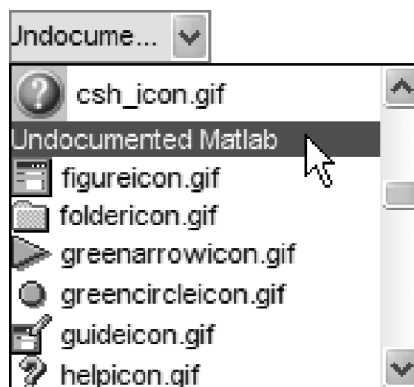 Undocume...
csh_icon.gif
Undocumented Matlab
figureicon.gif
foldericon.gif
greenarrowicon.gif
greencircleicon.gif
guideicon.gif
helpicon.gif